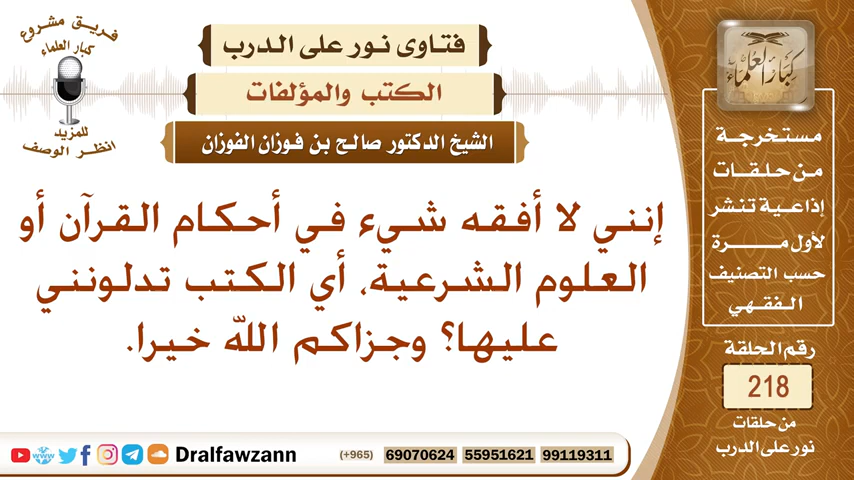 فريق مشروع
كبار العلماء
للمزيد
انظر الوصف
فتاوى نور على الدرب
الكتب والمؤلفات
الشيخ الدكتور صالح بن فوزان الفوزان
كبار العلماء
إنني لا أفقه شيء في أحكام القرآن أو
العلوم الشرعية، أي الكتب تدلونني
عليها؟ وجزاكم الله خيرا.
مستخرجة
من حلقات
إذاعية تنشر
لأول مرة
حسب التصنيف
الفقهي
رقم الحلقة
218
من حلقات
نور على الدرب
Dralfawzann (+965) 69070624 55951621 99119311